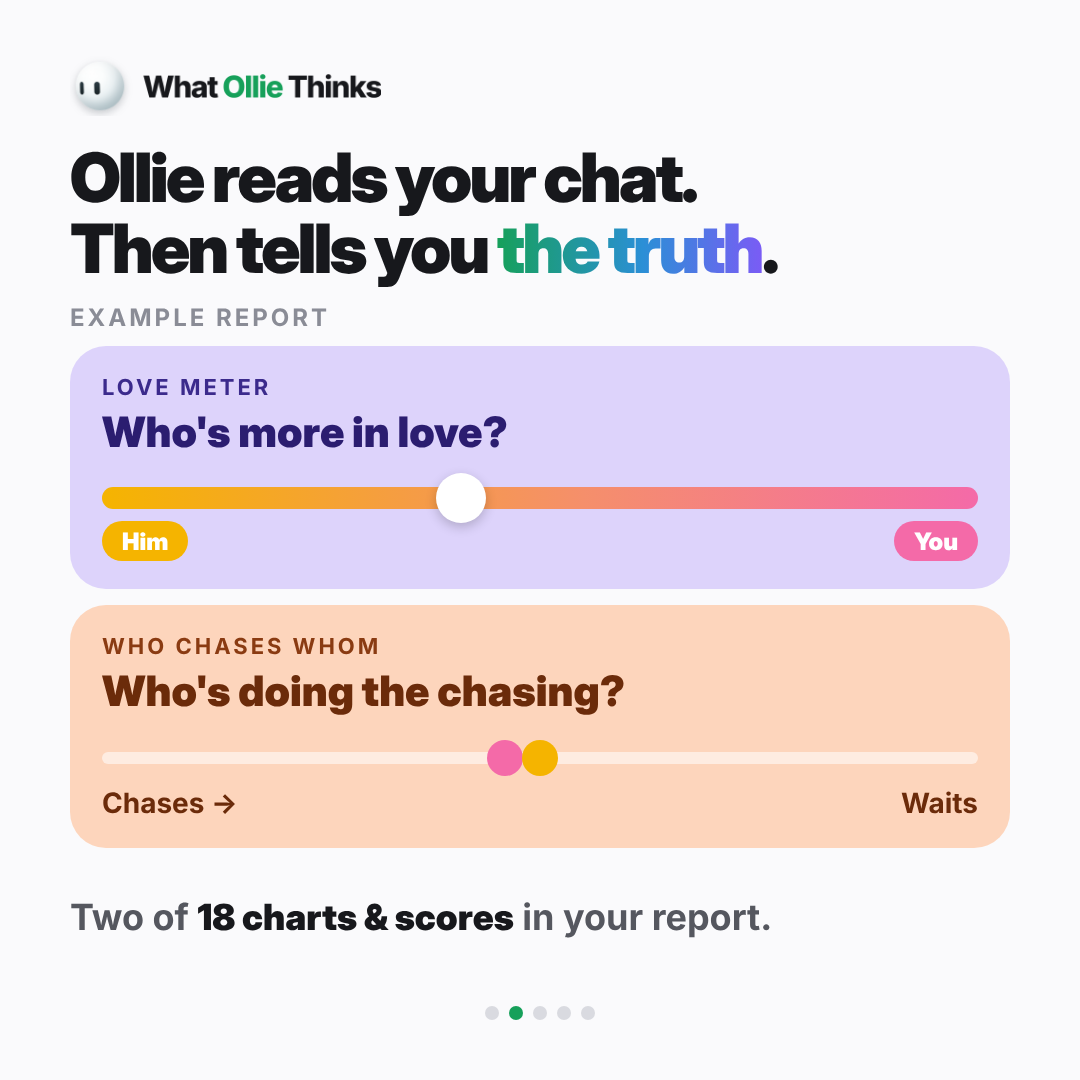 What Ollie Thinks
Ollie reads your chat.
Then tells you the truth.
EXAMPLE REPORT
LOVE METER
Who's more in love?
Him
You
WHO CHASES WHOM
Who's doing the chasing?
Chases →
Waits
Two of 18 charts & scores in your report.